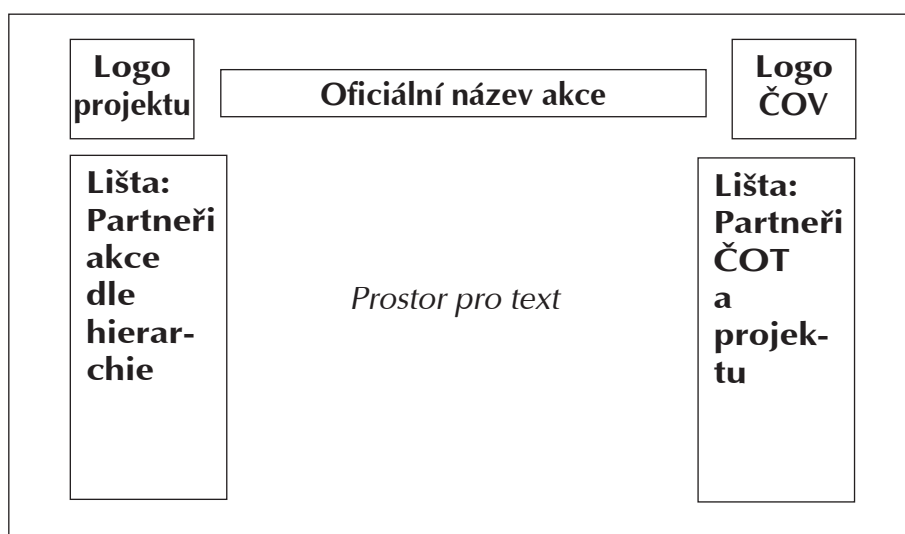 Logo
projektu
Oficiální název akce
Logo
ČOV
Lišta:
Partneři
akce
dle
hierar-
chie
Prostor pro text
Lišta:
Partneři
ČOT
a
projek-
tu